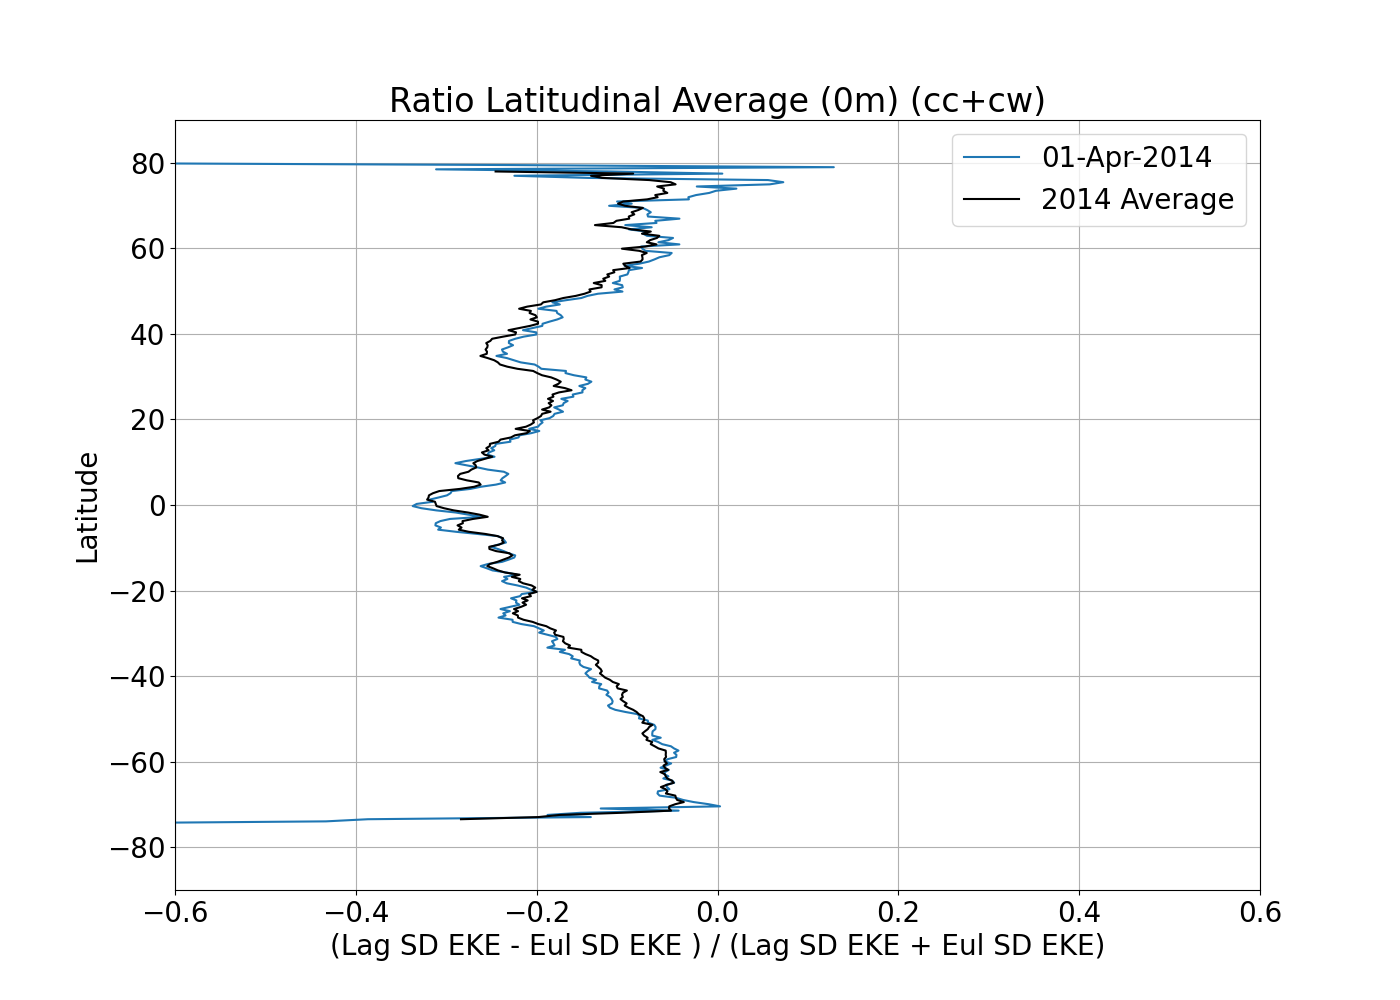 Ratio Latitudinal Average (0m) (cc+cw)
01-Apr-2014
2014 Average
80
60
40
20
0
−20
−40
−60
−80
Latitude
−0.6 −0.4 −0.2 0.0 0.2 0.4 0.6
(Lag SD EKE - Eul SD EKE ) / (Lag SD EKE + Eul SD EKE)